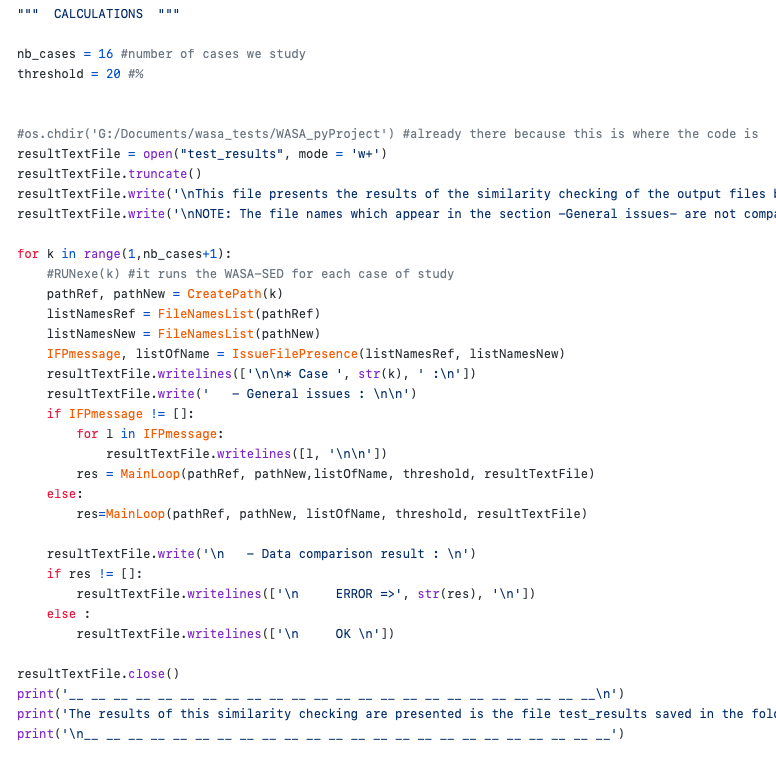 """  CALCULATIONS  """
nb_cases = 16 #number of cases we study
threshold = 20 #%
#os.chdir('G:/Documents/wasa_tests/WASA_pyProject') #already there because this is where the code is
resultTextFile = open("test_results", mode = 'w+')
resultTextFile.truncate()
resultTextFile.write('\nThis file presents the results of the similarity checking of the output files
resultTextFile.write('\nNOTE: The file names which appear in the section -General issues- are not
for k in range(1,nb_cases+1):
    #RUNexe(k) #it runs the WASA-SED for each case of study
    pathRef, pathNew = CreatePath(k)
    listNamesRef = FileNamesList(pathRef)
    listNamesNew = FileNamesList(pathNew)
    IFPmessage, listOfName = IssueFilePresence(listNamesRef, listNamesNew)
    resultTextFile.writelines(['\n\n* Case ', str(k), ' :\n'])
    resultTextFile.write('   - General issues : \n\n')
    if IFPmessage != []:
        for l in IFPmessage:
            resultTextFile.writelines([l, '\n\n'])
        res = MainLoop(pathRef, pathNew,listOfName, threshold, resultTextFile)
    else:
        res=MainLoop(pathRef, pathNew, listOfName, threshold, resultTextFile)
    resultTextFile.write('\n   - Data comparison result : \n')
    if res != []:
        resultTextFile.writelines(['\n     ERROR =>', str(res), '\n'])
    else :
        resultTextFile.writelines(['\n     OK \n'])
resultTextFile.close()
print('__ __ __ __ __ __ __ __ __ __ __ __ __ __ __ __ __ __ __ __ __ __ __ __\n')
print('The results of this similarity checking are presented is the file test_results saved in the
print('\n__ __ __ __ __ __ __ __ __ __ __ __ __ __ __ __ __ __ __ __ __ __ __ __')